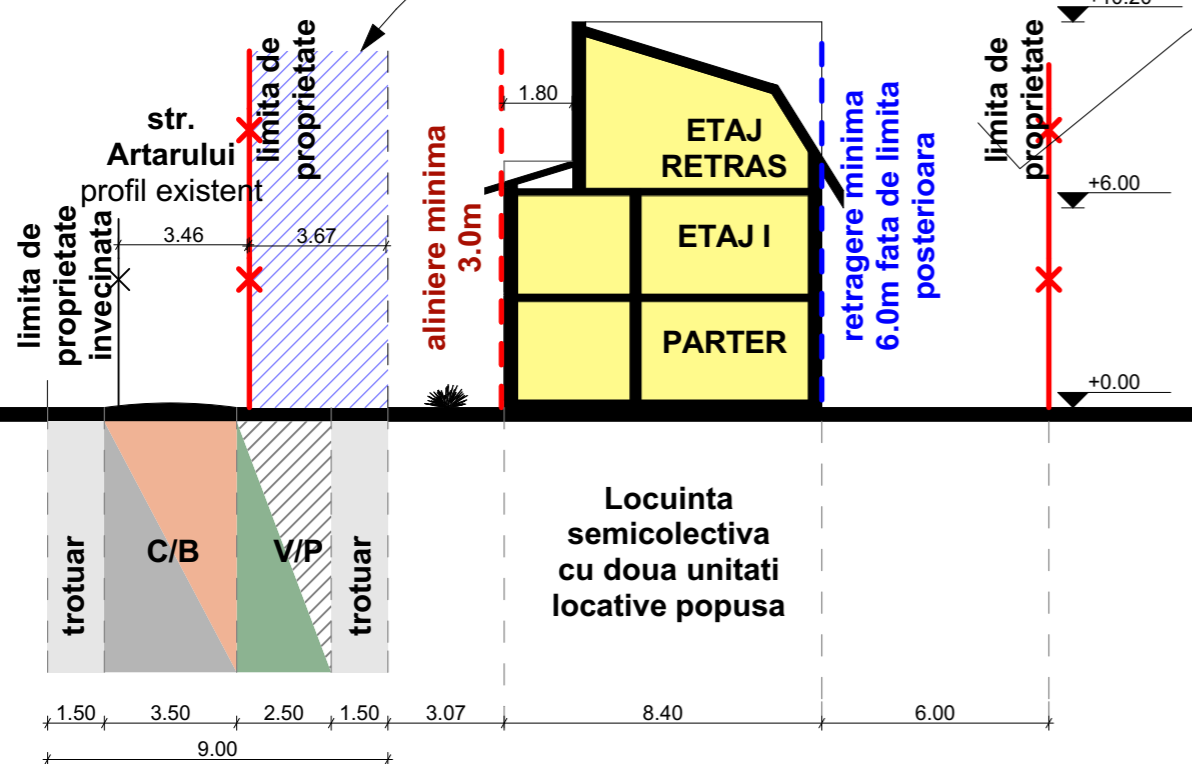 str.
Artarului
profil existent
limita de
proprietate
invecinata
limita de
proprietate
3.46
3.67
aliniere minima
3.0m
1.80
ETAJ
RETRAS
ETAJ I
PARTER
retragere minima
6.0m fata de limita
posterioara
limita de
proprietate
+6.00
+0.00
trotuar
C/B
V/P
trotuar
Locuinta
semicolectiva
cu doua unitati
locative popusa
1.50
3.50
2.50
1.50
3.07
8.40
6.00
9.00